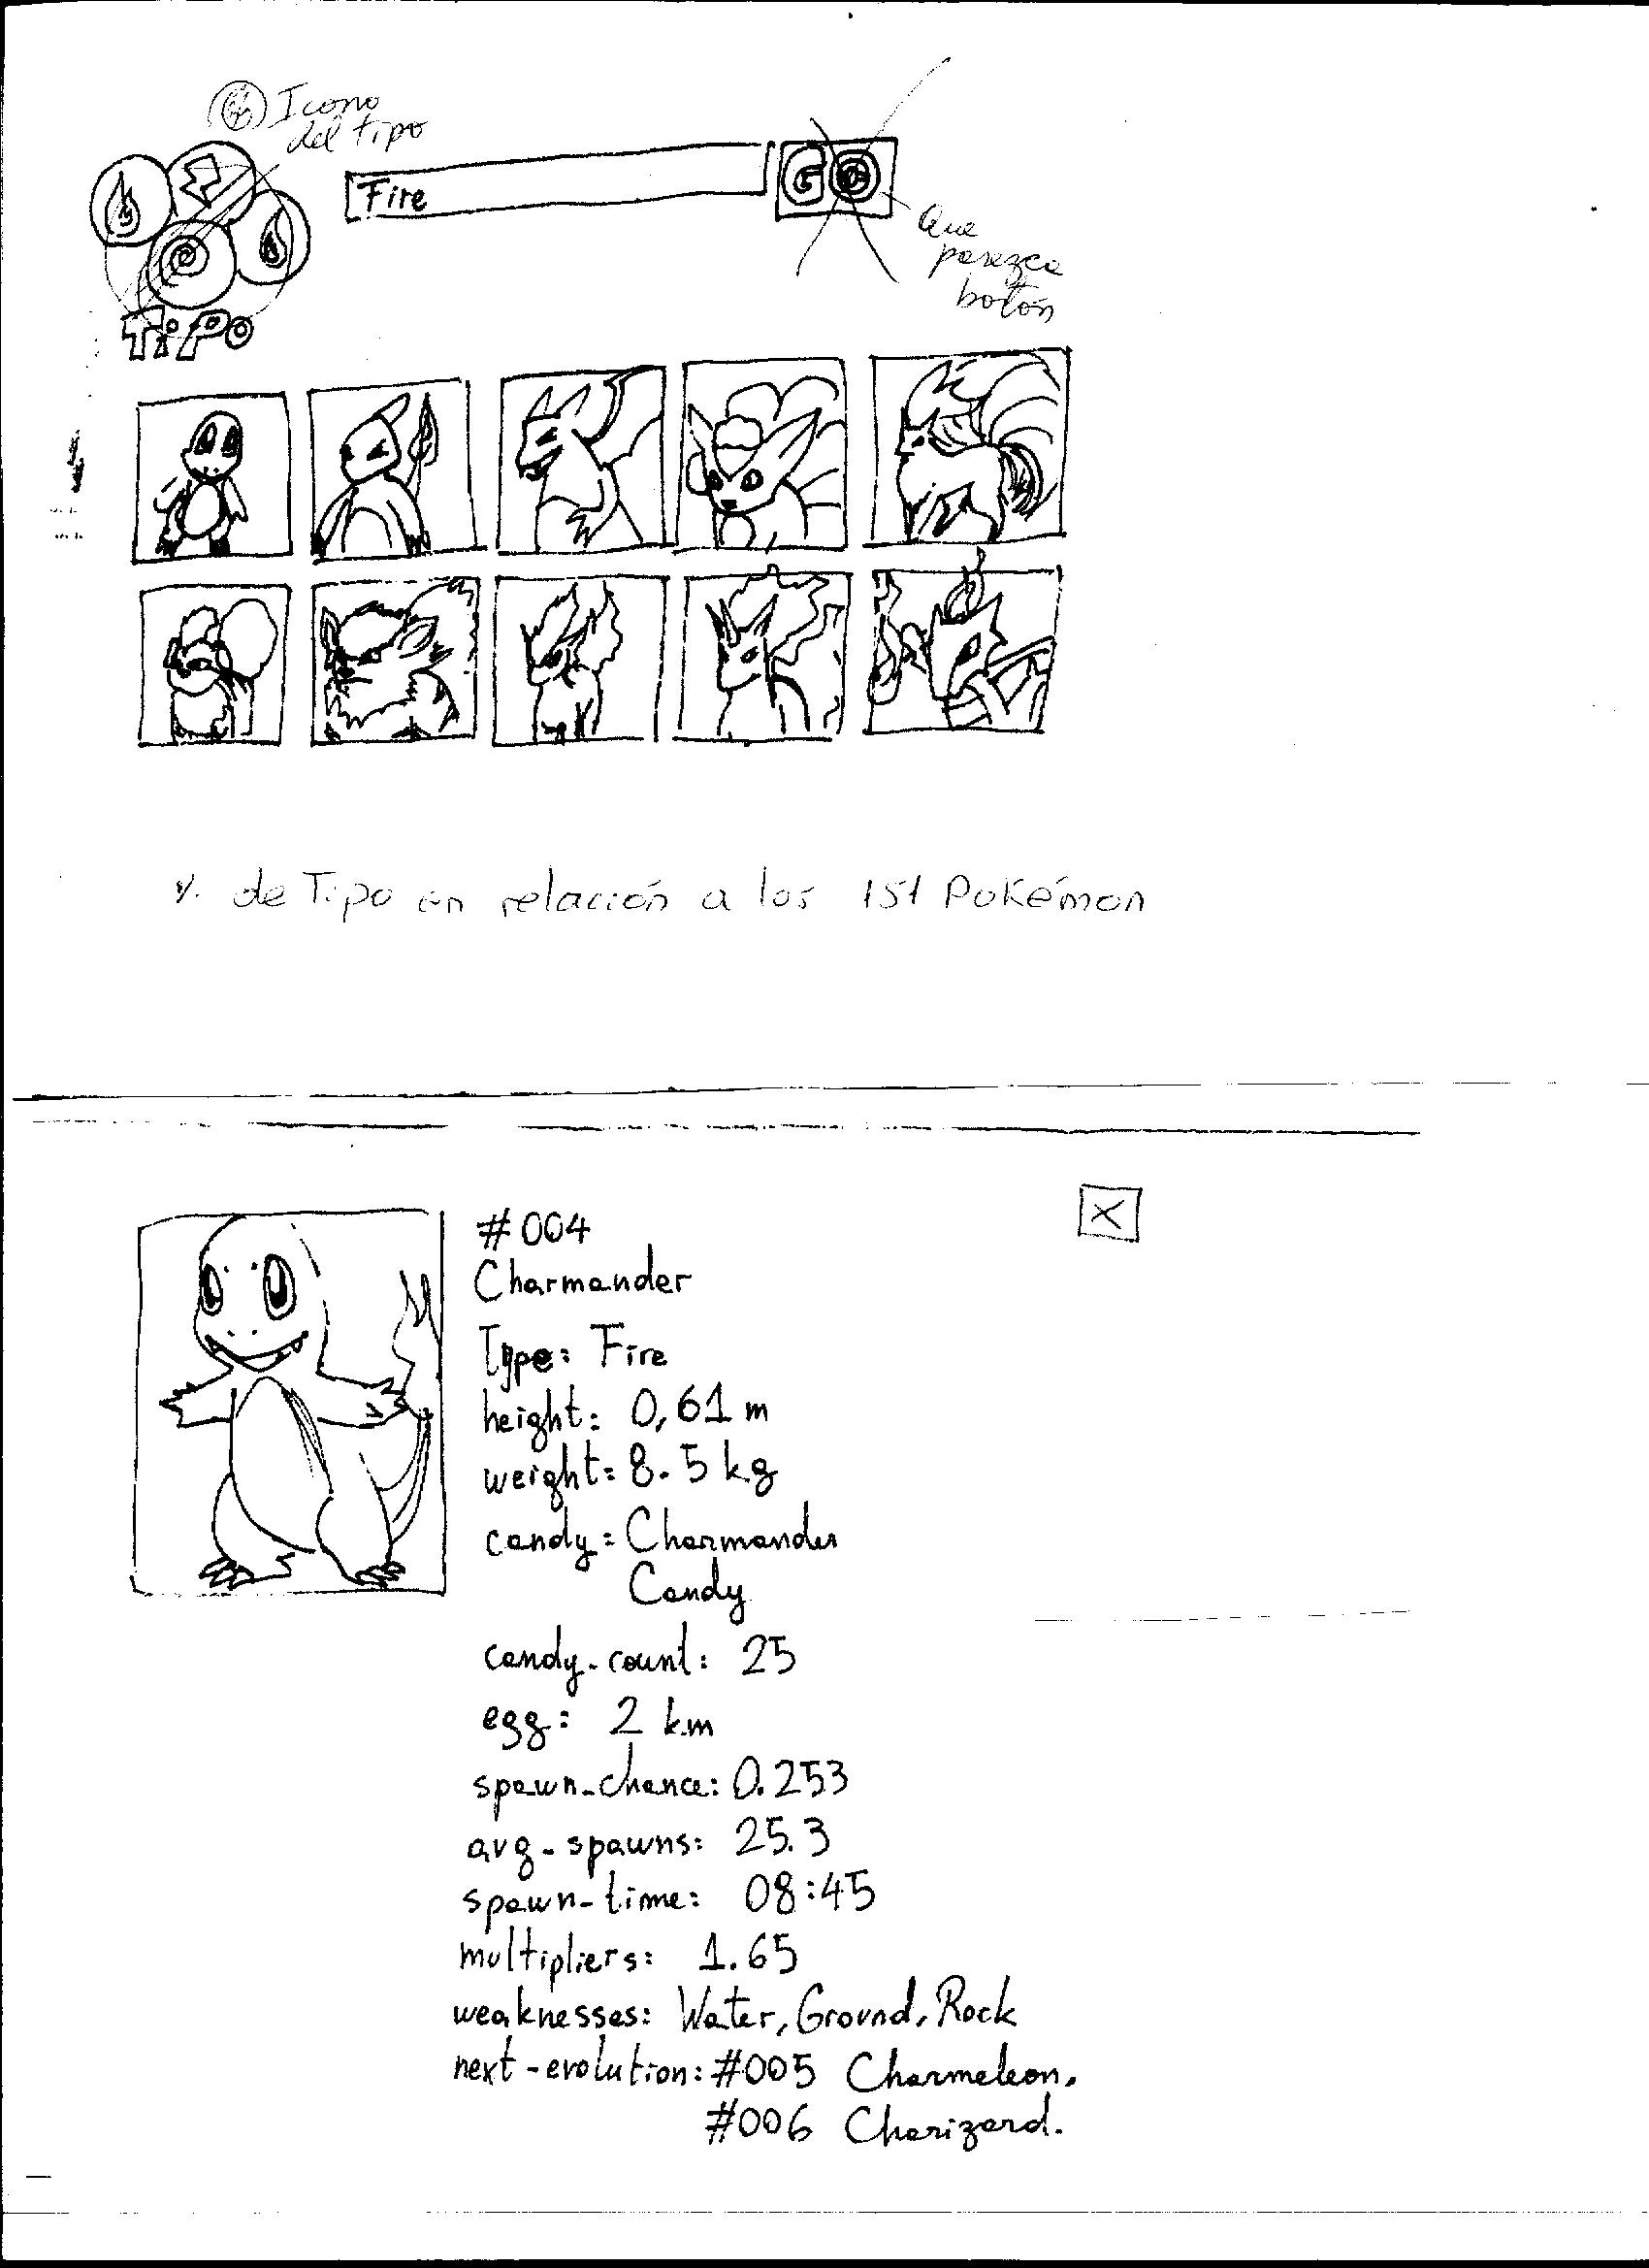 Icono
del tipo
Fire
GO
Que
parezca
botón
TiPo
% de Tipo en relación a los 151 Pokémon
X
#004
Charmander
Type: Fire
height: 0,61 m
weight: 8.5 kg
candy: Charmander
Candy
candy-count: 25
egg: 2 km
spawn-chance: 0.253
avg-spawns: 25.3
spawn-time: 08:45
multipliers: 1.65
weaknesses: Water, Ground, Rock
next-evolution: #005 Charmeleon,
#006 Charizard.